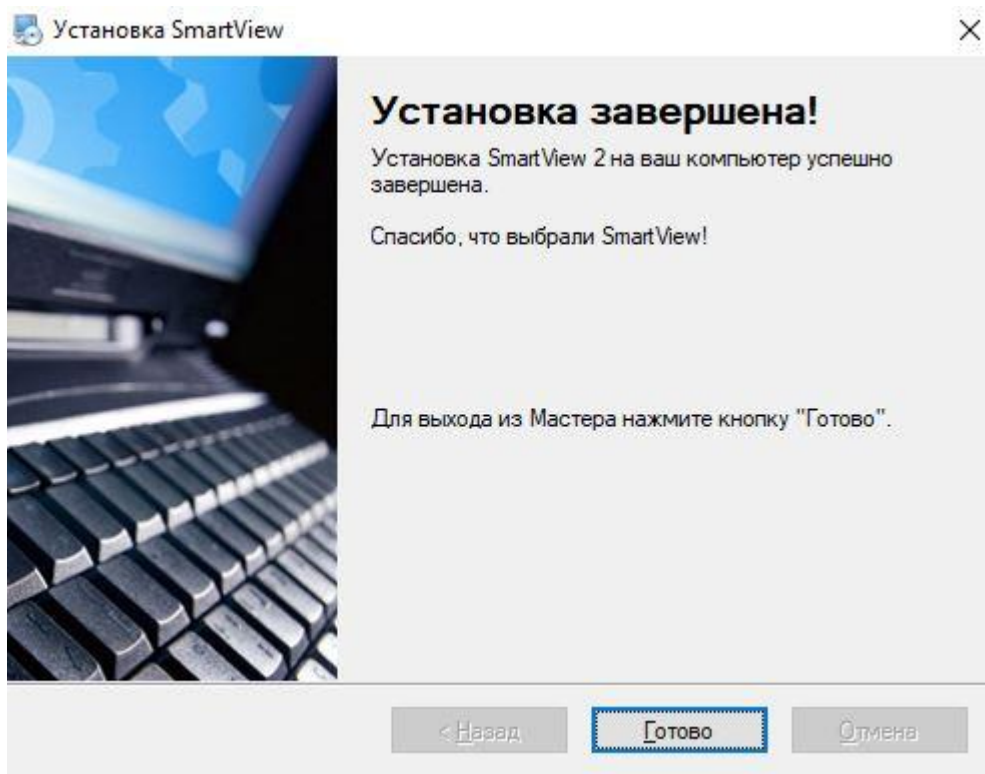 Установка SmartView
Установка завершена!
Установка SmartView 2 на ваш компьютер успешно
завершена.
Спасибо, что выбрали SmartView!
Для выхода из Мастера нажмите кнопку "Готово".
< Назад
Готово
Отмена